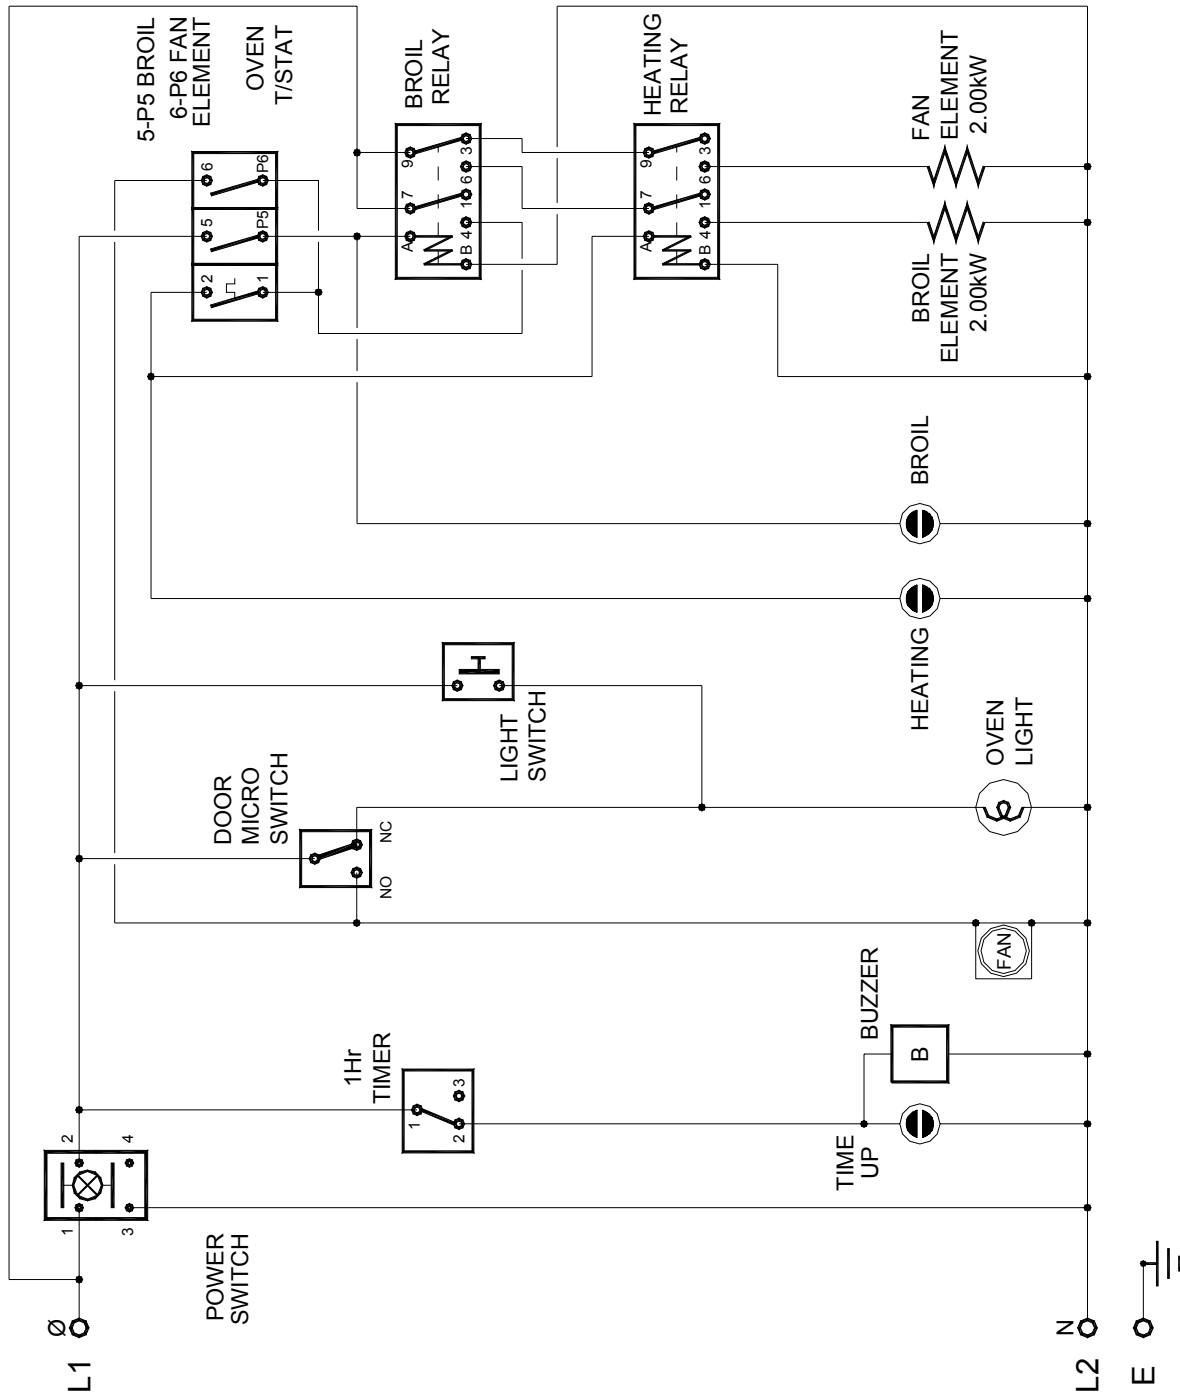 L1
Ø
POWER
SWITCH
1
2
3
4
1Hr
TIMER
1
2
3
TIME
UP
BUZZER
B
FAN
DOOR
MICRO
SWITCH
NO
NC
LIGHT
SWITCH
OVEN
LIGHT
HEATING
BROIL
5-P5 BROIL
6-P6 FAN
ELEMENT
OVEN
T/STAT
2
5
6
1
P5
P6
BROIL
RELAY
A
7
9
B
4
1
6
3
HEATING
RELAY
A
7
9
B
4
1
6
3
BROIL
ELEMENT
2.00kW
FAN
ELEMENT
2.00kW
L2
N
E